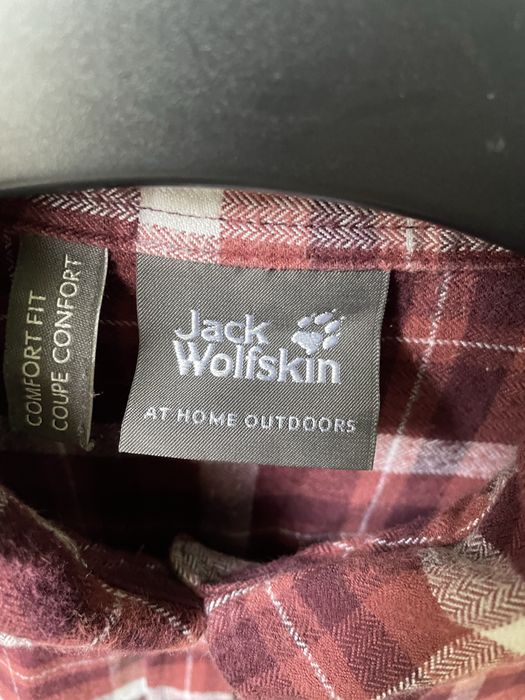 COMFORT FIT
COUPE CONFORT
Jack
Wolfskin
AT HOME OUTDOORS